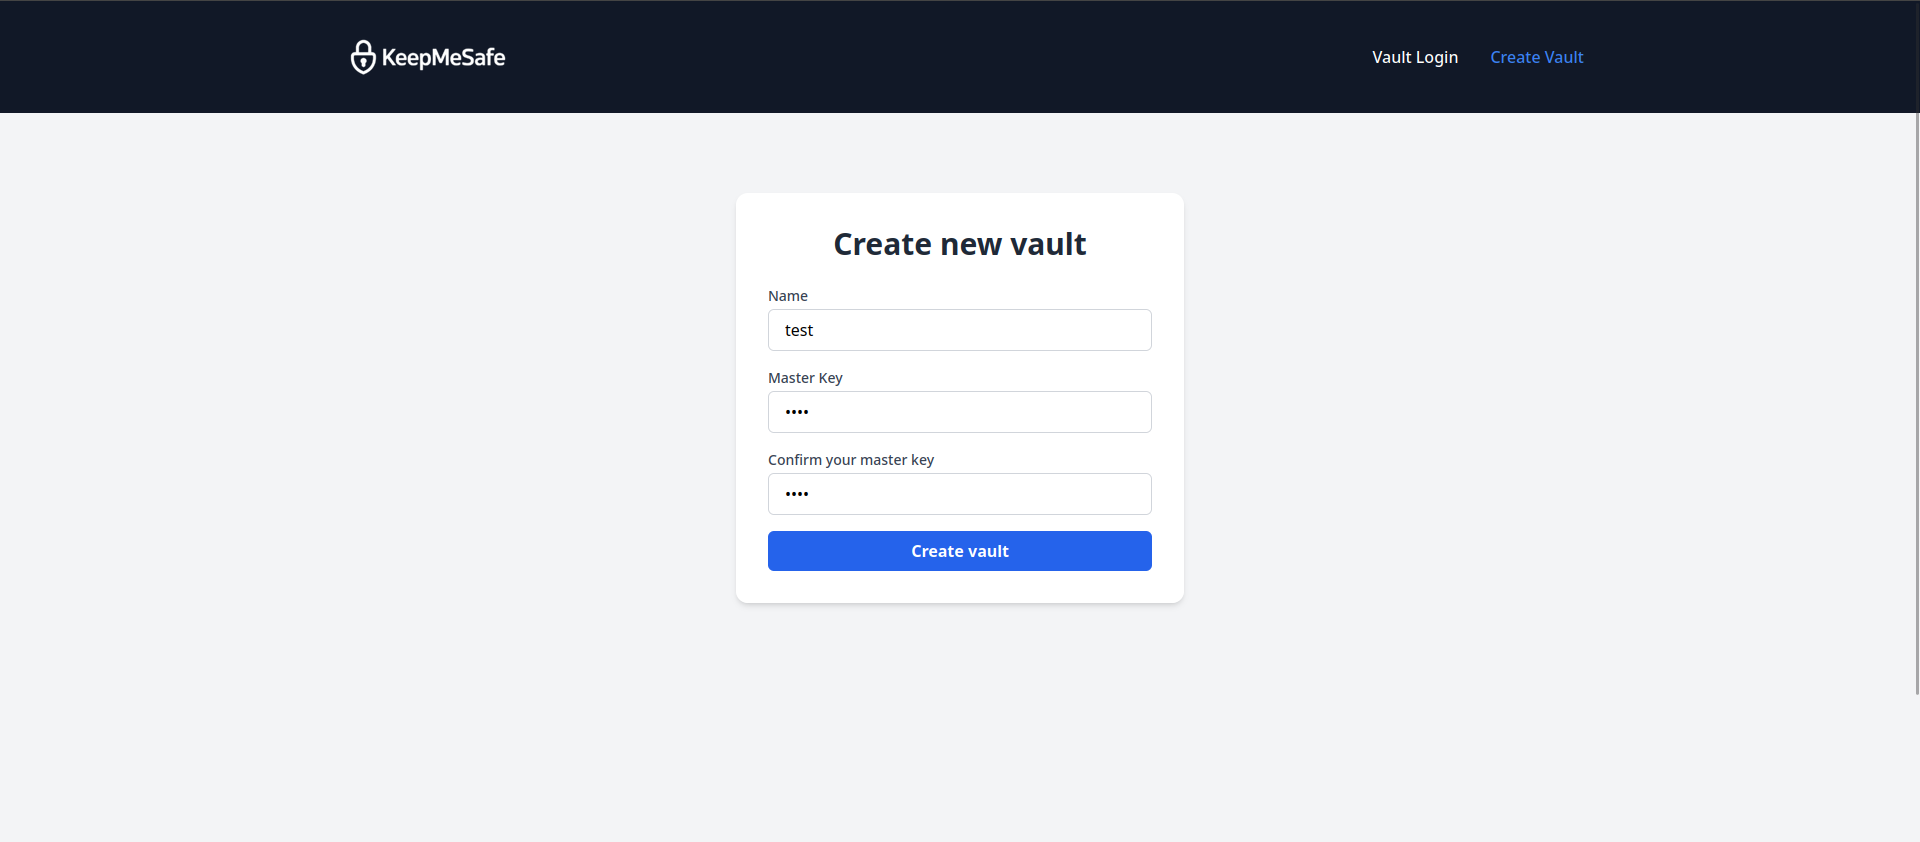 KeepMeSafe
Vault Login
Create Vault
Create new vault
Name
test
Master Key
••••
Confirm your master key
••••
Create vault